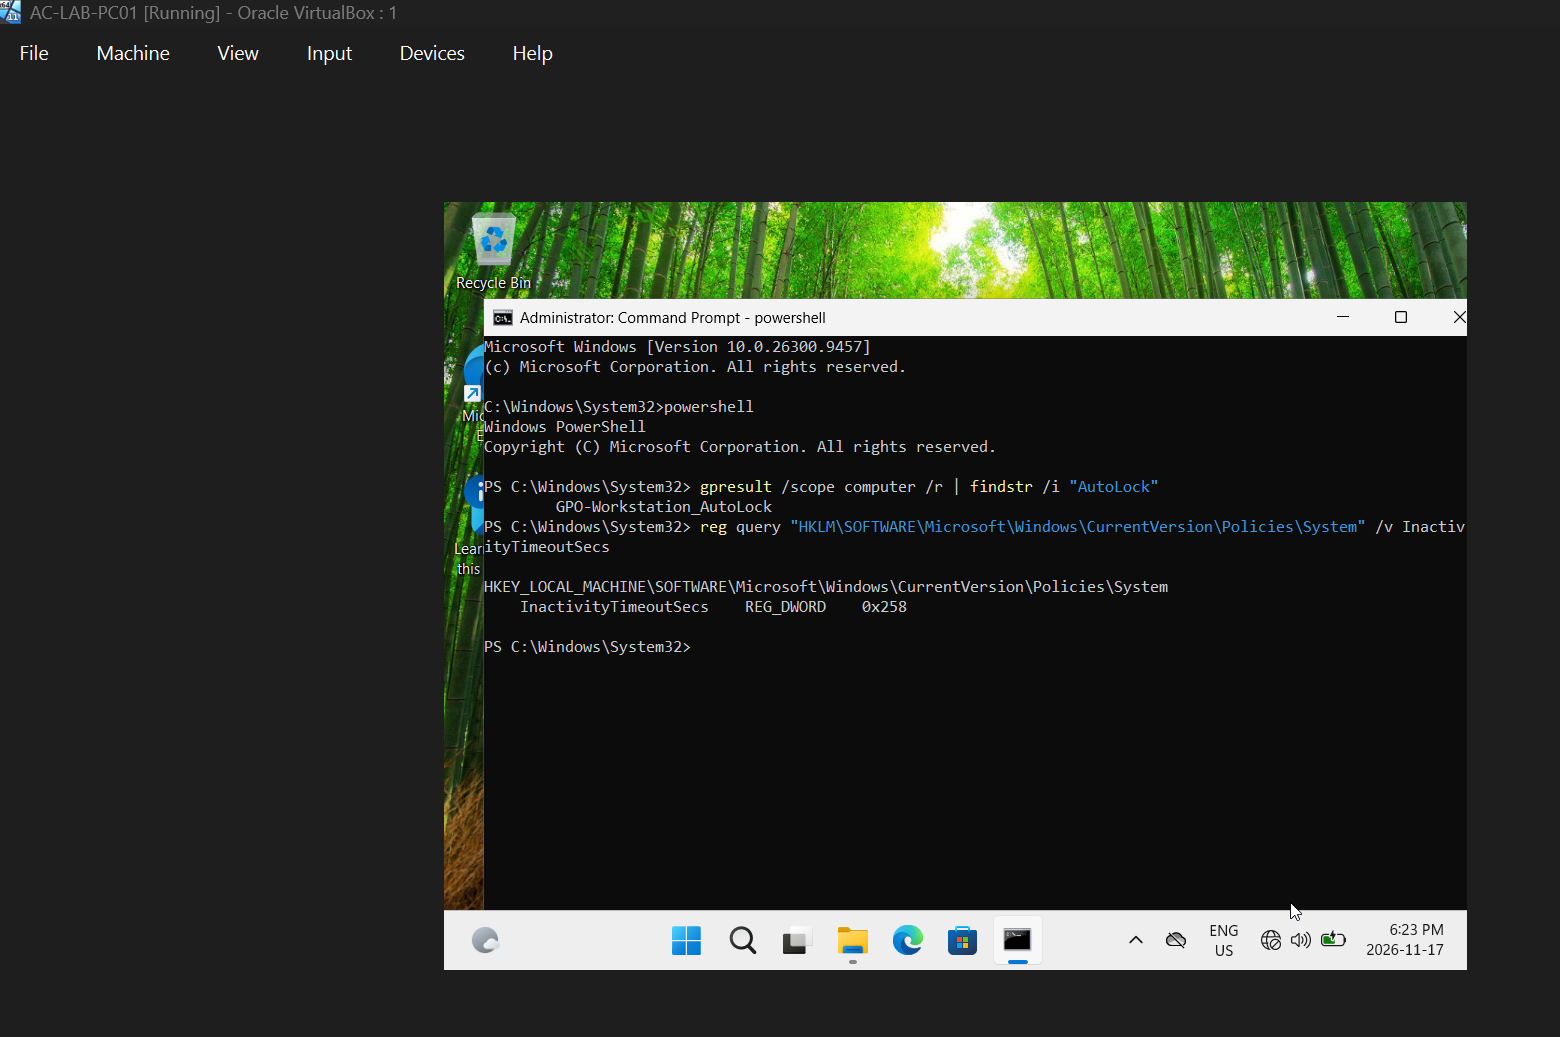 AC-LAB-PC01 [Running] - Oracle VirtualBox : 1
File Machine View Input Devices Help
Recycle Bin
Administrator: Command Prompt - powershell
Microsoft Windows [Version 10.0.26300.9457]
(c) Microsoft Corporation. All rights reserved.
C:\Windows\System32>powershell
Windows PowerShell
Copyright (C) Microsoft Corporation. All rights reserved.
PS C:\Windows\System32> gpresult /scope computer /r | findstr /i "AutoLock"
GPO-Workstation_AutoLock
PS C:\Windows\System32> reg query "HKLM\SOFTWARE\Microsoft\Windows\CurrentVersion\Policies\System" /v Inactiv
ityTimeoutSecs
HKEY_LOCAL_MACHINE\SOFTWARE\Microsoft\Windows\CurrentVersion\Policies\System
InactivityTimeoutSecs REG_DWORD 0x258
PS C:\Windows\System32>
Mic
E
Lear
this
ENG
US
6:23 PM
2026-11-17